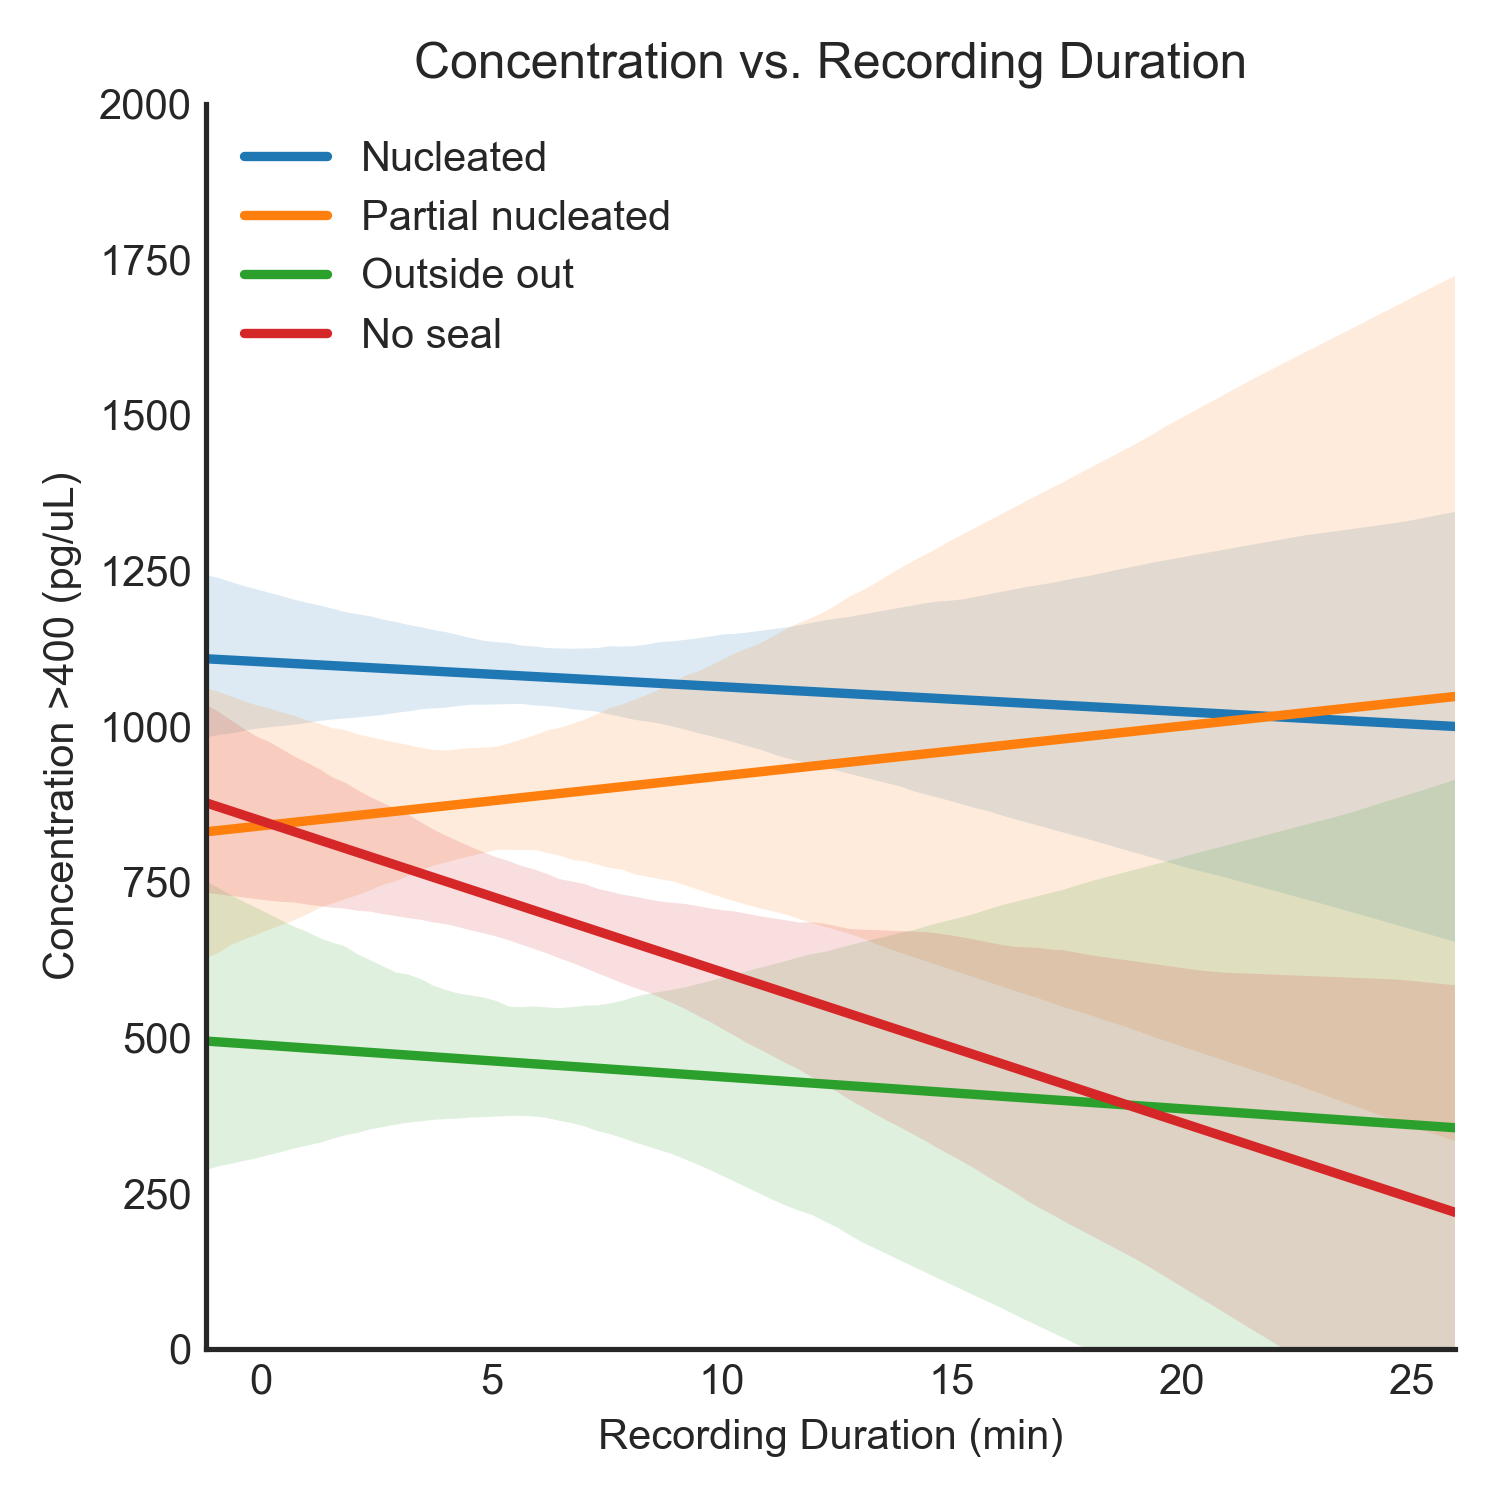 Concentration vs. Recording Duration
2000
1750
1500
1250
1000
750
500
250
0
Concentration >400 (pg/uL)
Nucleated
Partial nucleated
Outside out
No seal
0 5 10 15 20 25
Recording Duration (min)